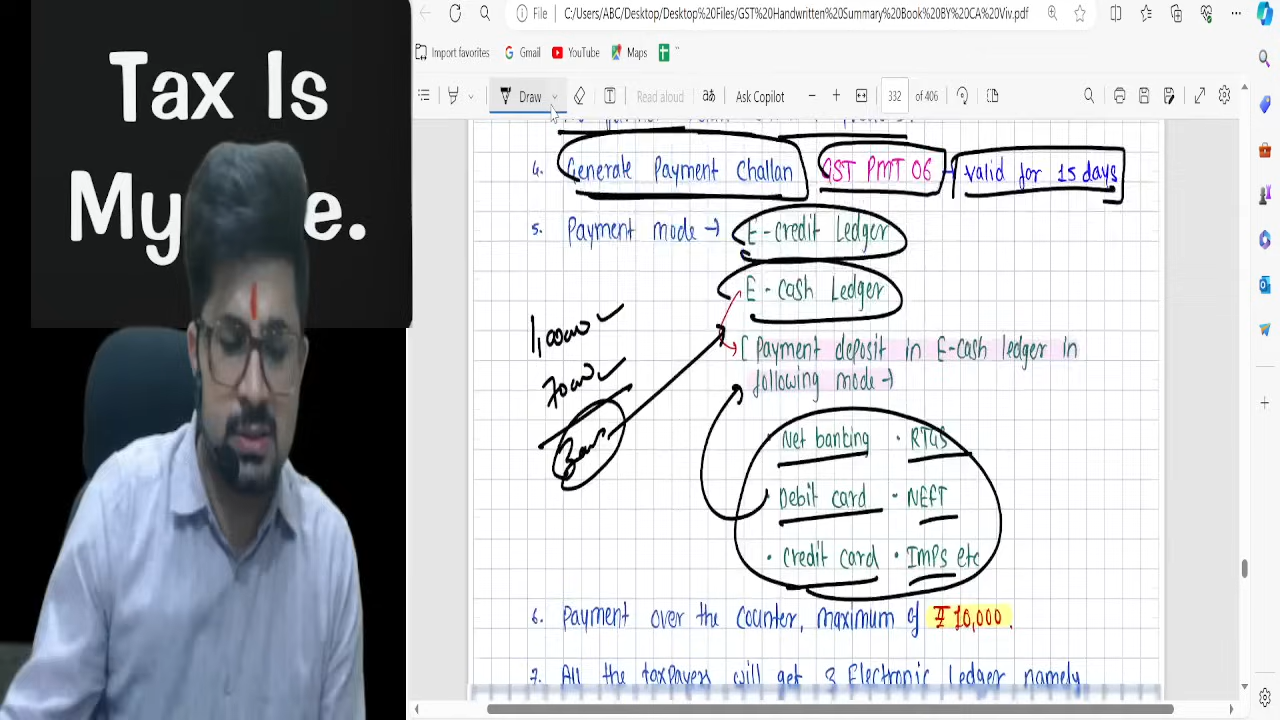 Tax Is
My
e.
File
C:/Users/ABC/Desktop/Desktop%20Files/GST%20Handwritten%20Summary%20Book%20BY%20CA%20Viv.pdf
Import favorites
Gmail
YouTube
Maps
Draw
Read aloud
Ask Copilot
332 of 406
4. Generate Payment Challan GST PMT 06 - valid for 15 days
5. Payment mode → E-credit Ledger
E-cash Ledger
[Payment deposit in E-cash ledger in
following mode →
· Net banking · RTGS
· Debit card · NEFT
· credit card · IMPS etc
6. Payment over the counter, maximum of ₹ 10,000.
7. All the taxpayers will get 3 Electronic Ledger namely